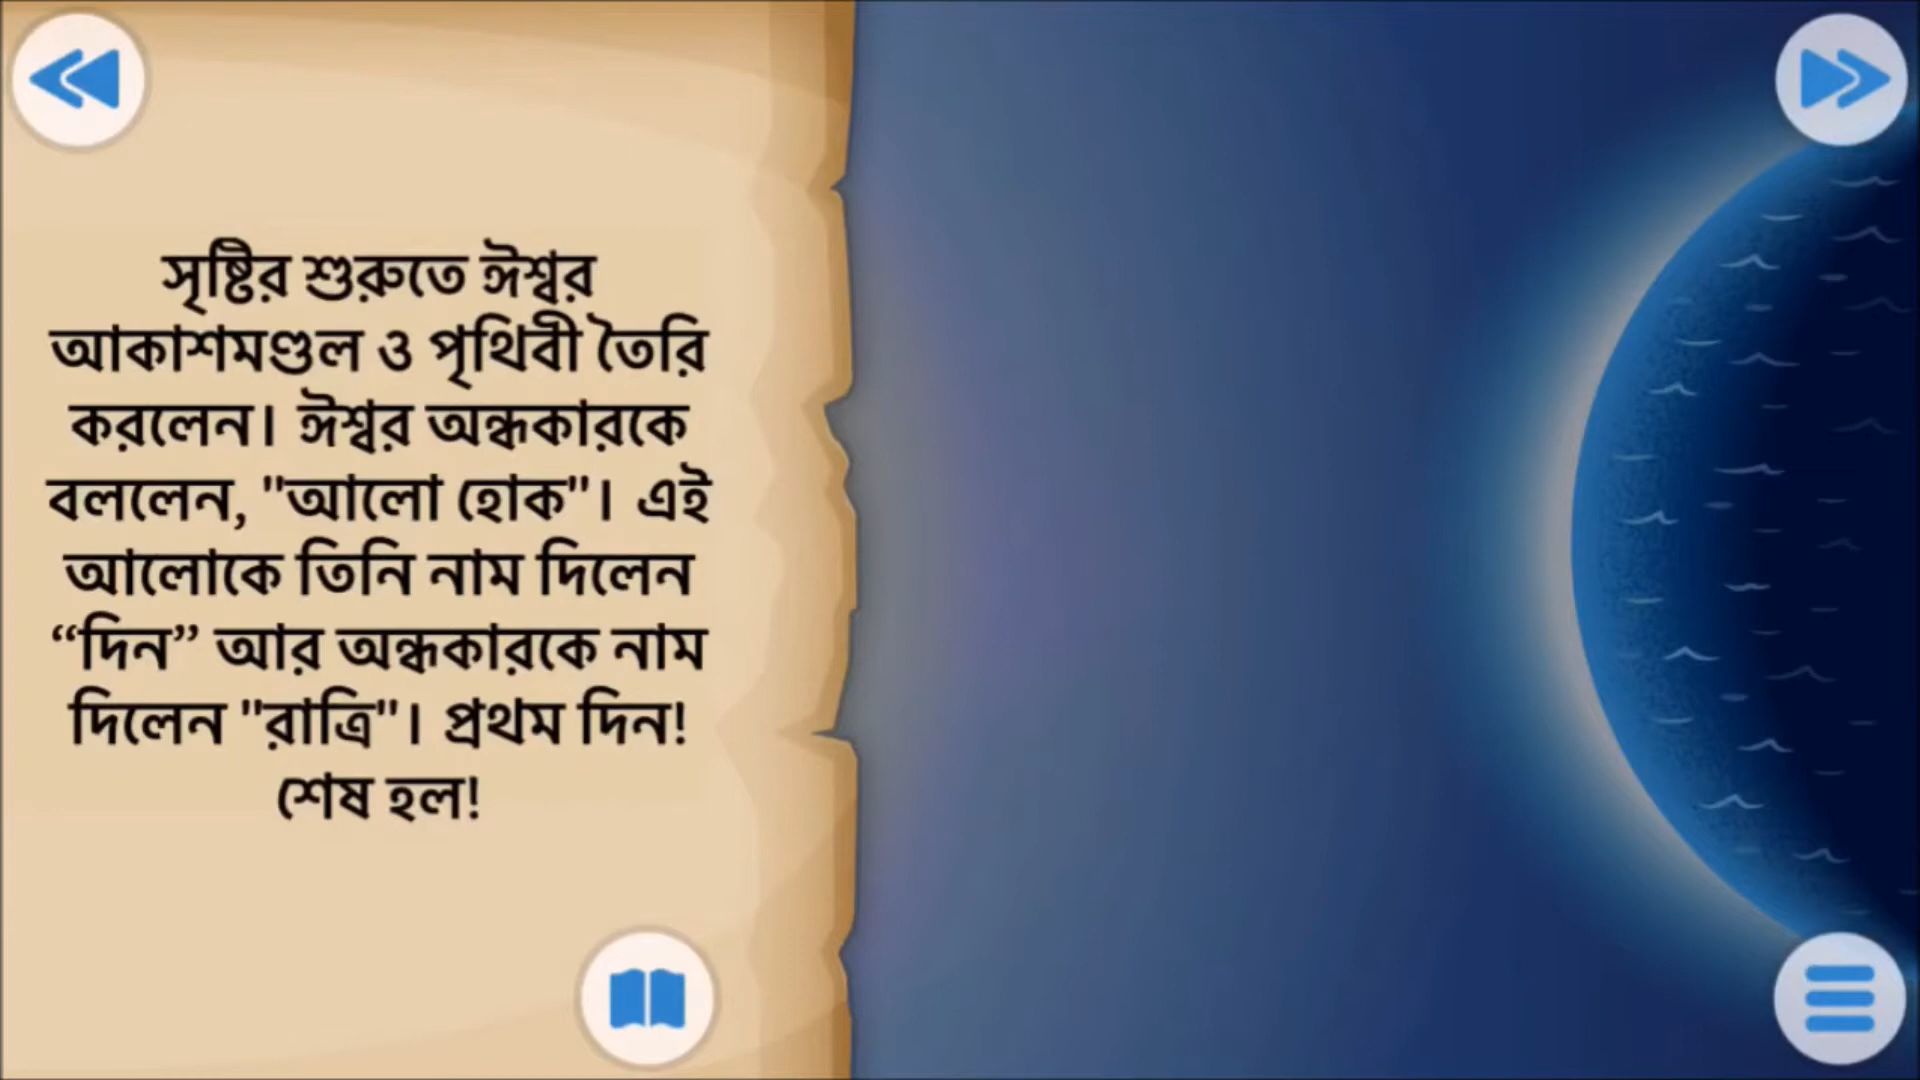 সৃষ্টির শুরুতে ঈশ্বর
আকাশমণ্ডল ও পৃথিবী তৈরি
করলেন। ঈশ্বর অন্ধকারকে
বললেন, "আলো হোক"। এই
আলোকে তিনি নাম দিলেন
“দিন” আর অন্ধকারকে নাম
দিলেন "রাত্রি"। প্রথম দিন!
শেষ হল!